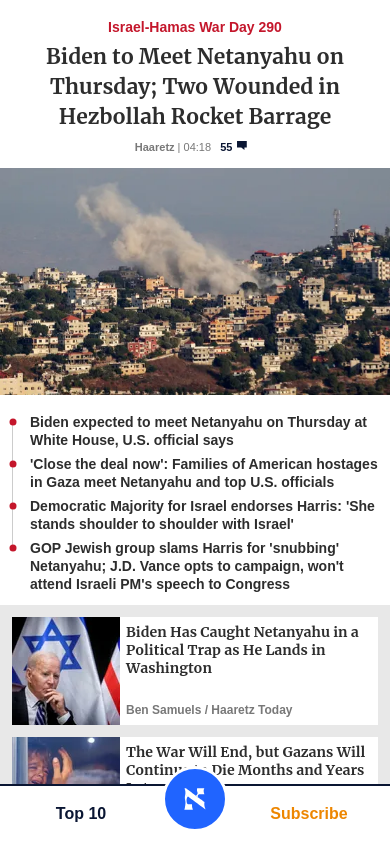 Israel-Hamas War Day 290
Biden to Meet Netanyahu on
Thursday; Two Wounded in
Hezbollah Rocket Barrage
Haaretz | 04:18 55
Biden expected to meet Netanyahu on Thursday at
White House, U.S. official says
'Close the deal now': Families of American hostages
in Gaza meet Netanyahu and top U.S. officials
Democratic Majority for Israel endorses Harris: 'She
stands shoulder to shoulder with Israel'
GOP Jewish group slams Harris for 'snubbing'
Netanyahu; J.D. Vance opts to campaign, won't
attend Israeli PM's speech to Congress
Biden Has Caught Netanyahu in a
Political Trap as He Lands in
Washington
Ben Samuels / Haaretz Today
The War Will End, but Gazans Will
Continue to Die Months and Years
Top 10
Subscribe